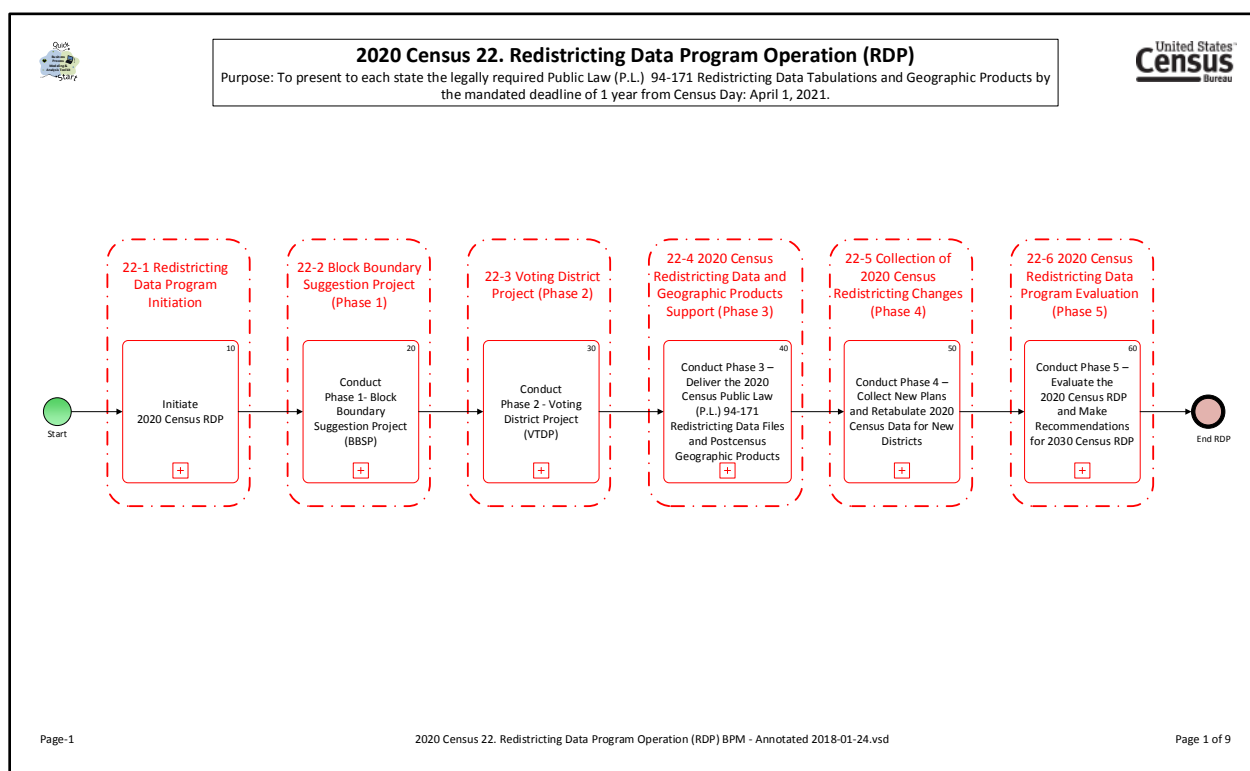 Quick
Business
Process
Modeling &
Analysis Toolkit
Start
2020 Census 22. Redistricting Data Program Operation (RDP)
Purpose: To present to each state the legally required Public Law (P.L.) 94-171 Redistricting Data Tabulations and Geographic Products by
the mandated deadline of 1 year from Census Day: April 1, 2021.
United States™
Census
Bureau
22-1 Redistricting
Data Program
Initiation
22-2 Block Boundary
Suggestion Project
(Phase 1)
22-3 Voting District
Project (Phase 2)
22-4 2020 Census
Redistricting Data and
Geographic Products
Support (Phase 3)
22-5 Collection of
2020 Census
Redistricting Changes
(Phase 4)
22-6 2020 Census
Redistricting Data
Program Evaluation
(Phase 5)
Start
10
Initiate
2020 Census RDP
+
20
Conduct
Phase 1- Block
Boundary
Suggestion Project
(BBSP)
+
30
Conduct
Phase 2 - Voting
District Project
(VTDP)
+
40
Conduct Phase 3 –
Deliver the 2020
Census Public Law
(P.L.) 94-171
Redistricting Data Files
and Postcensus
Geographic Products
+
50
Conduct Phase 4 –
Collect New Plans
and Retabulate 2020
Census Data for New
Districts
+
60
Conduct Phase 5 –
Evaluate the
2020 Census RDP
and Make
Recommendations
for 2030 Census RDP
+
End RDP
Page-1
2020 Census 22. Redistricting Data Program Operation (RDP) BPM - Annotated 2018-01-24.vsd
Page 1 of 9